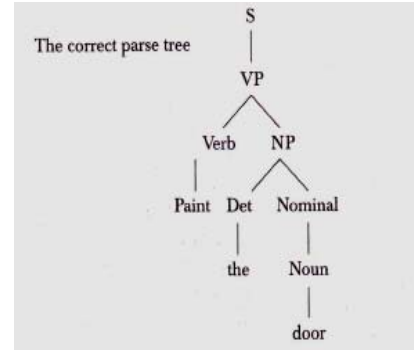 S
The correct parse tree
VP
Verb NP
Paint Det Nominal
the Noun
door